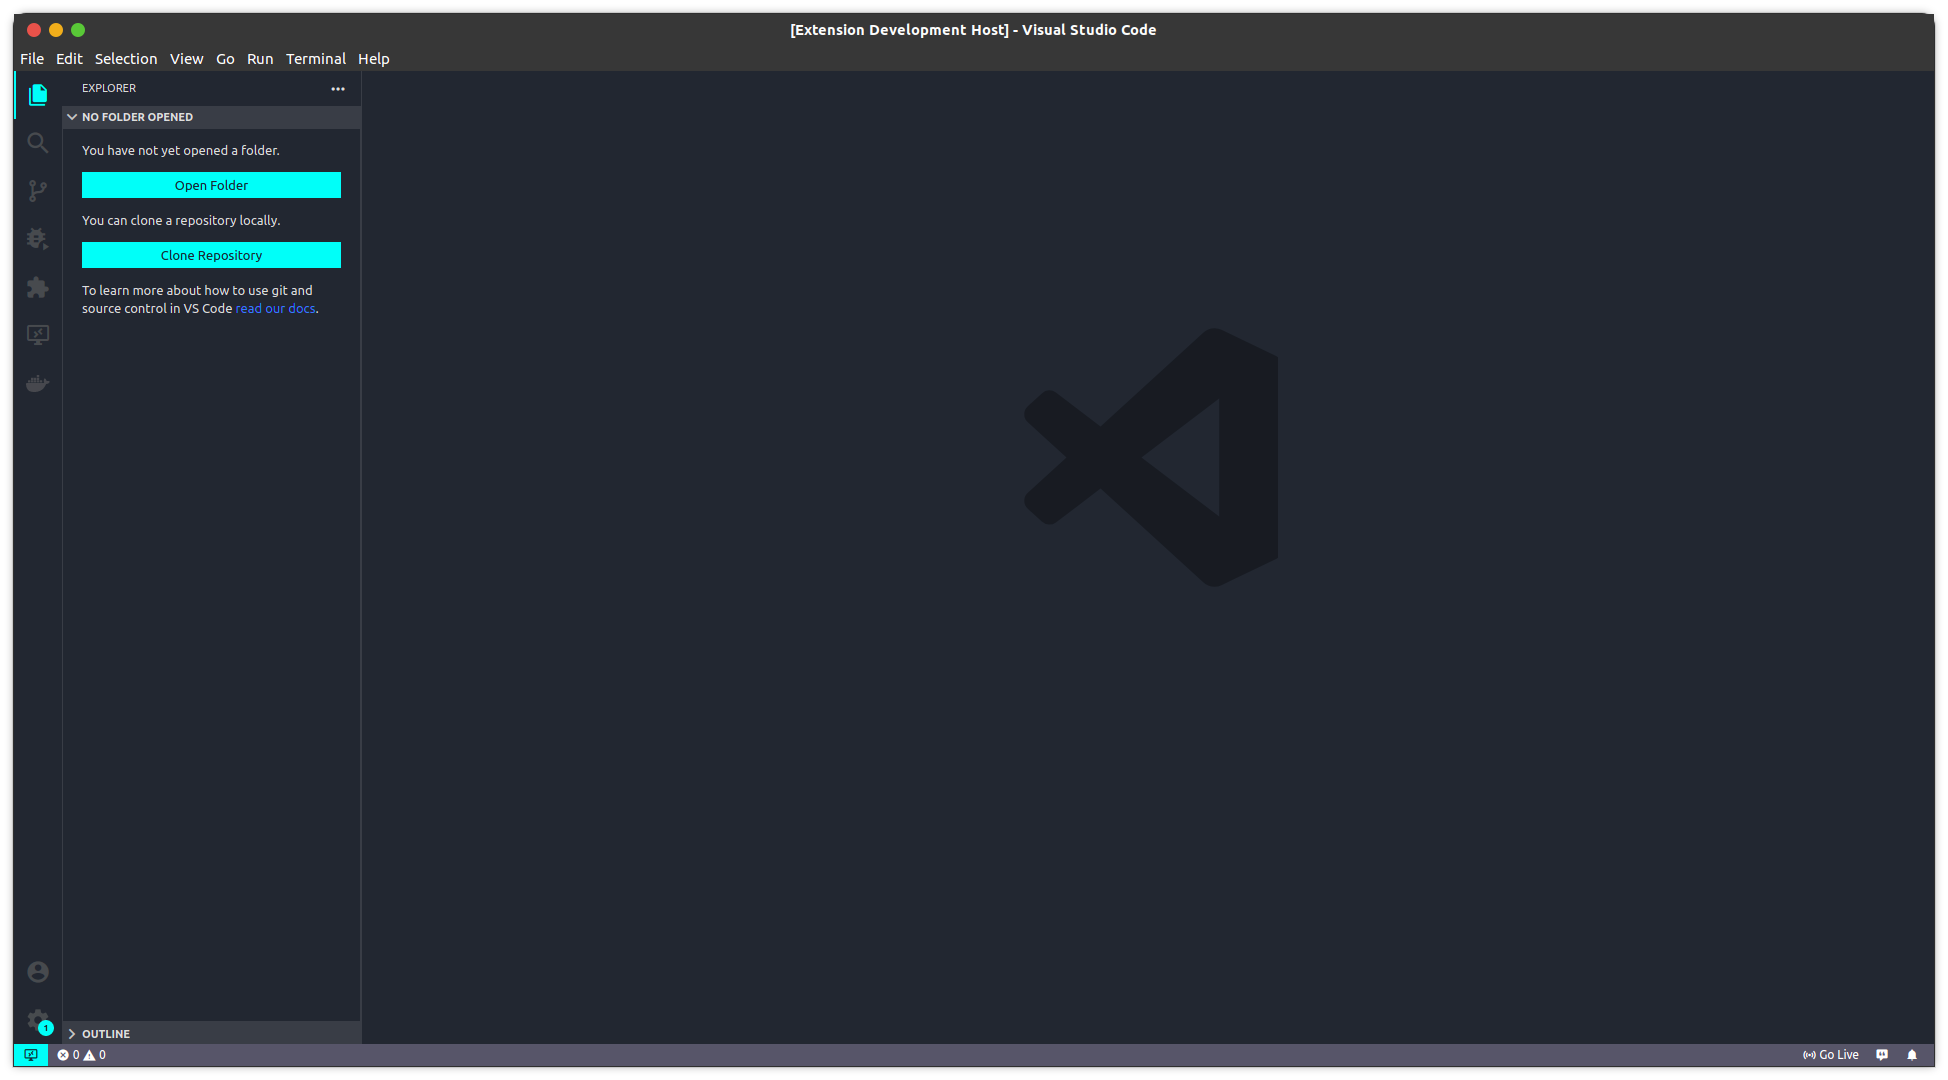 [Extension Development Host] - Visual Studio Code
File Edit Selection View Go Run Terminal Help
EXPLORER
NO FOLDER OPENED
You have not yet opened a folder.
Open Folder
You can clone a repository locally.
Clone Repository
To learn more about how to use git and
source control in VS Code read our docs.
1
OUTLINE
0 0 Go Live